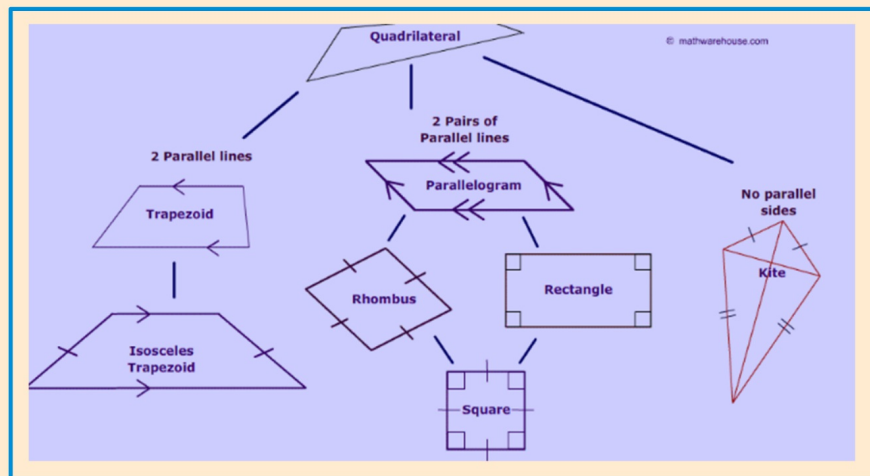 Quadrilateral
© mathwarehouse.com
2 Parallel lines
2 Pairs of
Parallel lines
No parallel
sides
Trapezoid
Parallelogram
Kite
Rhombus
Rectangle
Isosceles
Trapezoid
Square